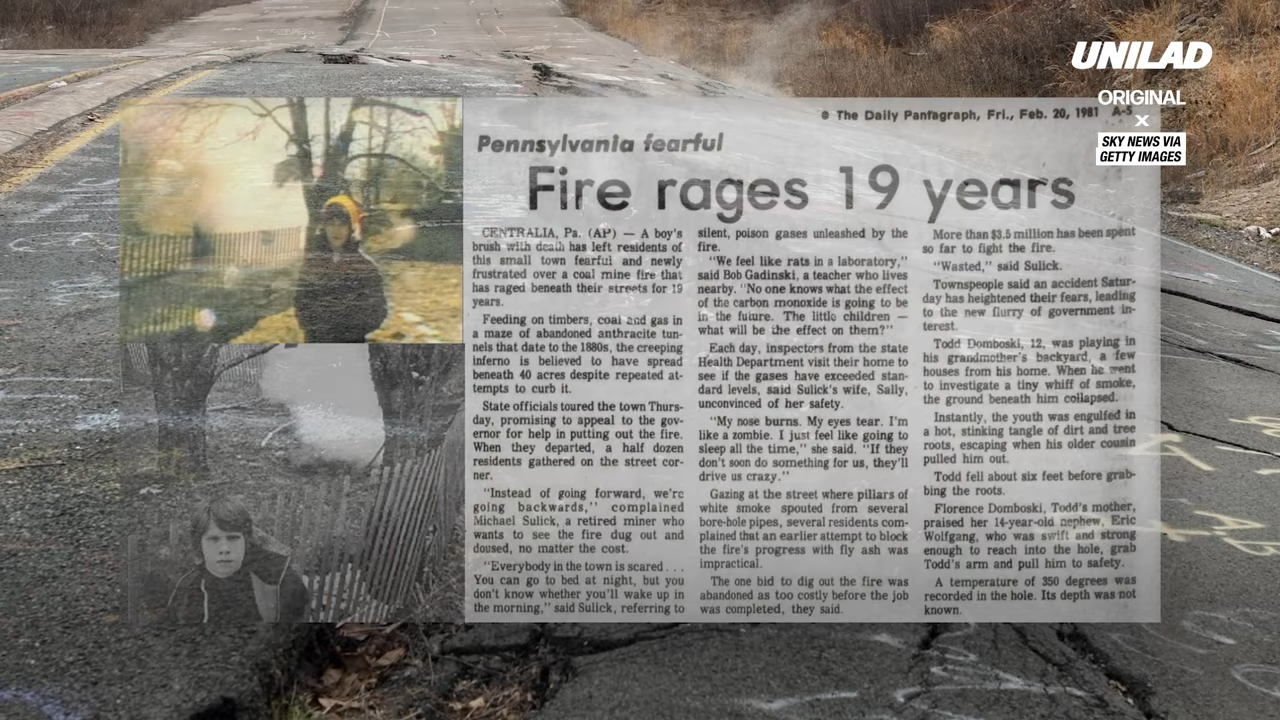 UNILAD
ORIGINAL
x
SKY NEWS VIA
GETTY IMAGES
© The Daily Pantagraph, Fri., Feb. 20, 1981 A-5
Pennsylvania fearful
Fire rages 19 years
CENTRALIA, Pa. (AP) — A boy's
brush with death has left residents of
this small town fearful and newly
frustrated over a coal mine fire that
has raged beneath their streets for 19
years.
Feeding on timbers, coal and gas in
a maze of abandoned anthracite tun-
nels that date to the 1880s, the creeping
inferno is believed to have spread
beneath 40 acres despite repeated at-
tempts to curb it.
State officials toured the town Thurs-
day, promising to appeal to the gov-
ernor for help in putting out the fire.
When they departed, a half dozen
residents gathered on the street cor-
ner.
"Instead of going forward, we're
going backwards," complained
Michael Sulick, a retired miner who
wants to see the fire dug out and
doused, no matter the cost.
"Everybody in the town is scared . . .
You can go to bed at night, but you
don't know whether you'll wake up in
the morning," said Sulick, referring to
silent, poison gases unleashed by the
fire.
"We feel like rats in a laboratory,"
said Bob Gadinski, a teacher who lives
nearby. "No one knows what the effect
of the carbon monoxide is going to be
in the future. The little children —
what will be the effect on them?"
Each day, inspectors from the state
Health Department visit their home to
see if the gases have exceeded stan-
dard levels, said Sulick's wife, Sally,
unconvinced of her safety.
"My nose burns. My eyes tear. I'm
like a zombie. I just feel like going to
sleep all the time," she said. "If they
don't soon do something for us, they'll
drive us crazy."
Gazing at the street where pillars of
white smoke spouted from several
bore-hole pipes, several residents com-
plained that an earlier attempt to block
the fire's progress with fly ash was
impractical.
The one bid to dig out the fire was
abandoned as too costly before the job
was completed, they said.
More than $3.5 million has been spent
so far to fight the fire.
"Wasted," said Sulick.
Townspeople said an accident Satur-
day has heightened their fears, leading
to the new flurry of government in-
terest.
Todd Domboski, 12, was playing in
his grandmother's backyard, a few
houses from his home. When he went
to investigate a tiny whiff of smoke,
the ground beneath him collapsed.
Instantly, the youth was engulfed in
a hot, stinking tangle of dirt and tree
roots, escaping when his older cousin
pulled him out.
Todd fell about six feet before grab-
bing the roots.
Florence Domboski, Todd's mother,
praised her 14-year-old nephew, Eric
Wolfgang, who was swift and strong
enough to reach into the hole, grab
Todd's arm and pull him to safety.
A temperature of 350 degrees was
recorded in the hole. Its depth was not
known.